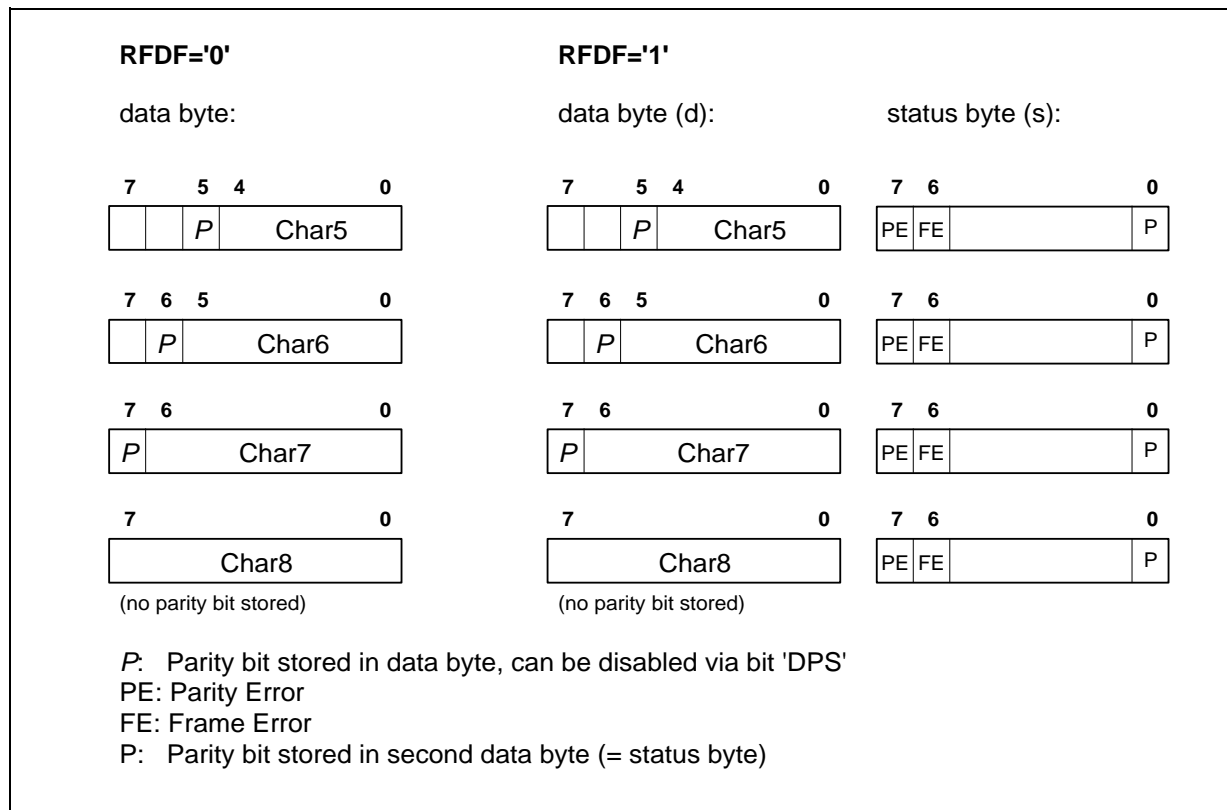 RFDF='0' RFDF='1'
data byte: data byte (d): status byte (s):
7 5 4 0 7 5 4 0 7 6 0
P Char5 P Char5 PE FE P
7 6 5 0 7 6 5 0 7 6 0
P Char6 P Char6 PE FE P
7 6 0 7 6 0 7 6 0
P Char7 P Char7 PE FE P
7 0 7 0 7 6 0
Char8 Char8 PE FE P
(no parity bit stored) (no parity bit stored)
P: Parity bit stored in data byte, can be disabled via bit 'DPS'
PE: Parity Error
FE: Frame Error
P: Parity bit stored in second data byte (= status byte)